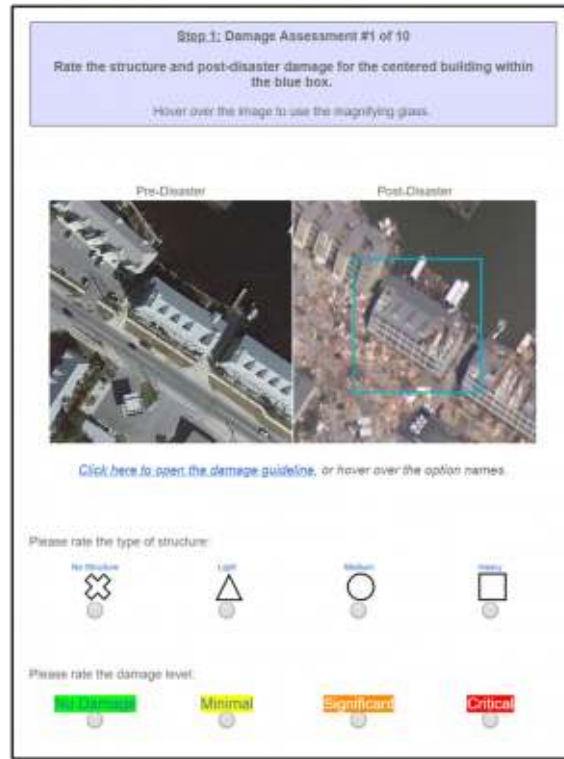 Step 1: Damage Assessment #1 of 10
Rate the structure and post-disaster damage for the centered building within
the blue box.
Hover over the image to use the magnifying glass.
Pre-Disaster Post-Disaster
Click here to open the damage guideline, or hover over the option names.
Please rate the type of structure:
No Structure Light Medium Heavy
Please rate the damage level:
No Damage Minimal Significant Critical